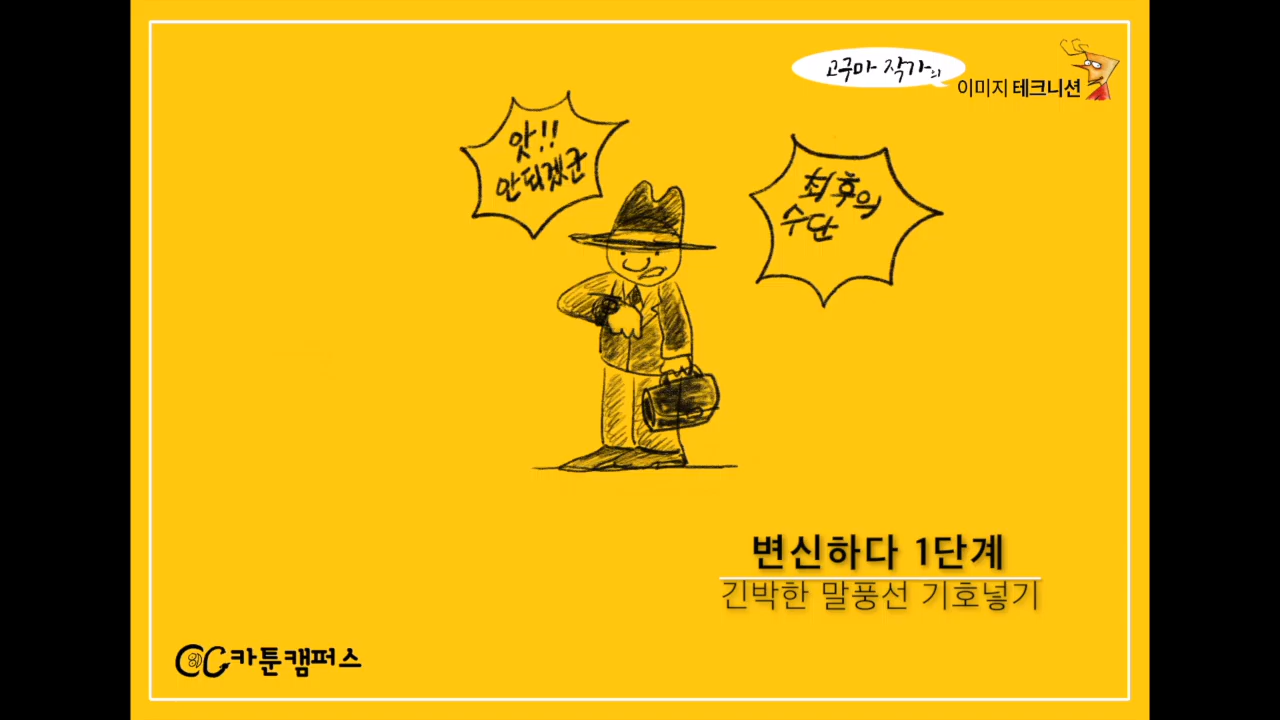 고구마 작가의
이미지 테크니션
앗!!
안되겠군
최후의
수단
변신하다 1단계
긴박한 말풍선 기호넣기
카툰캠퍼스